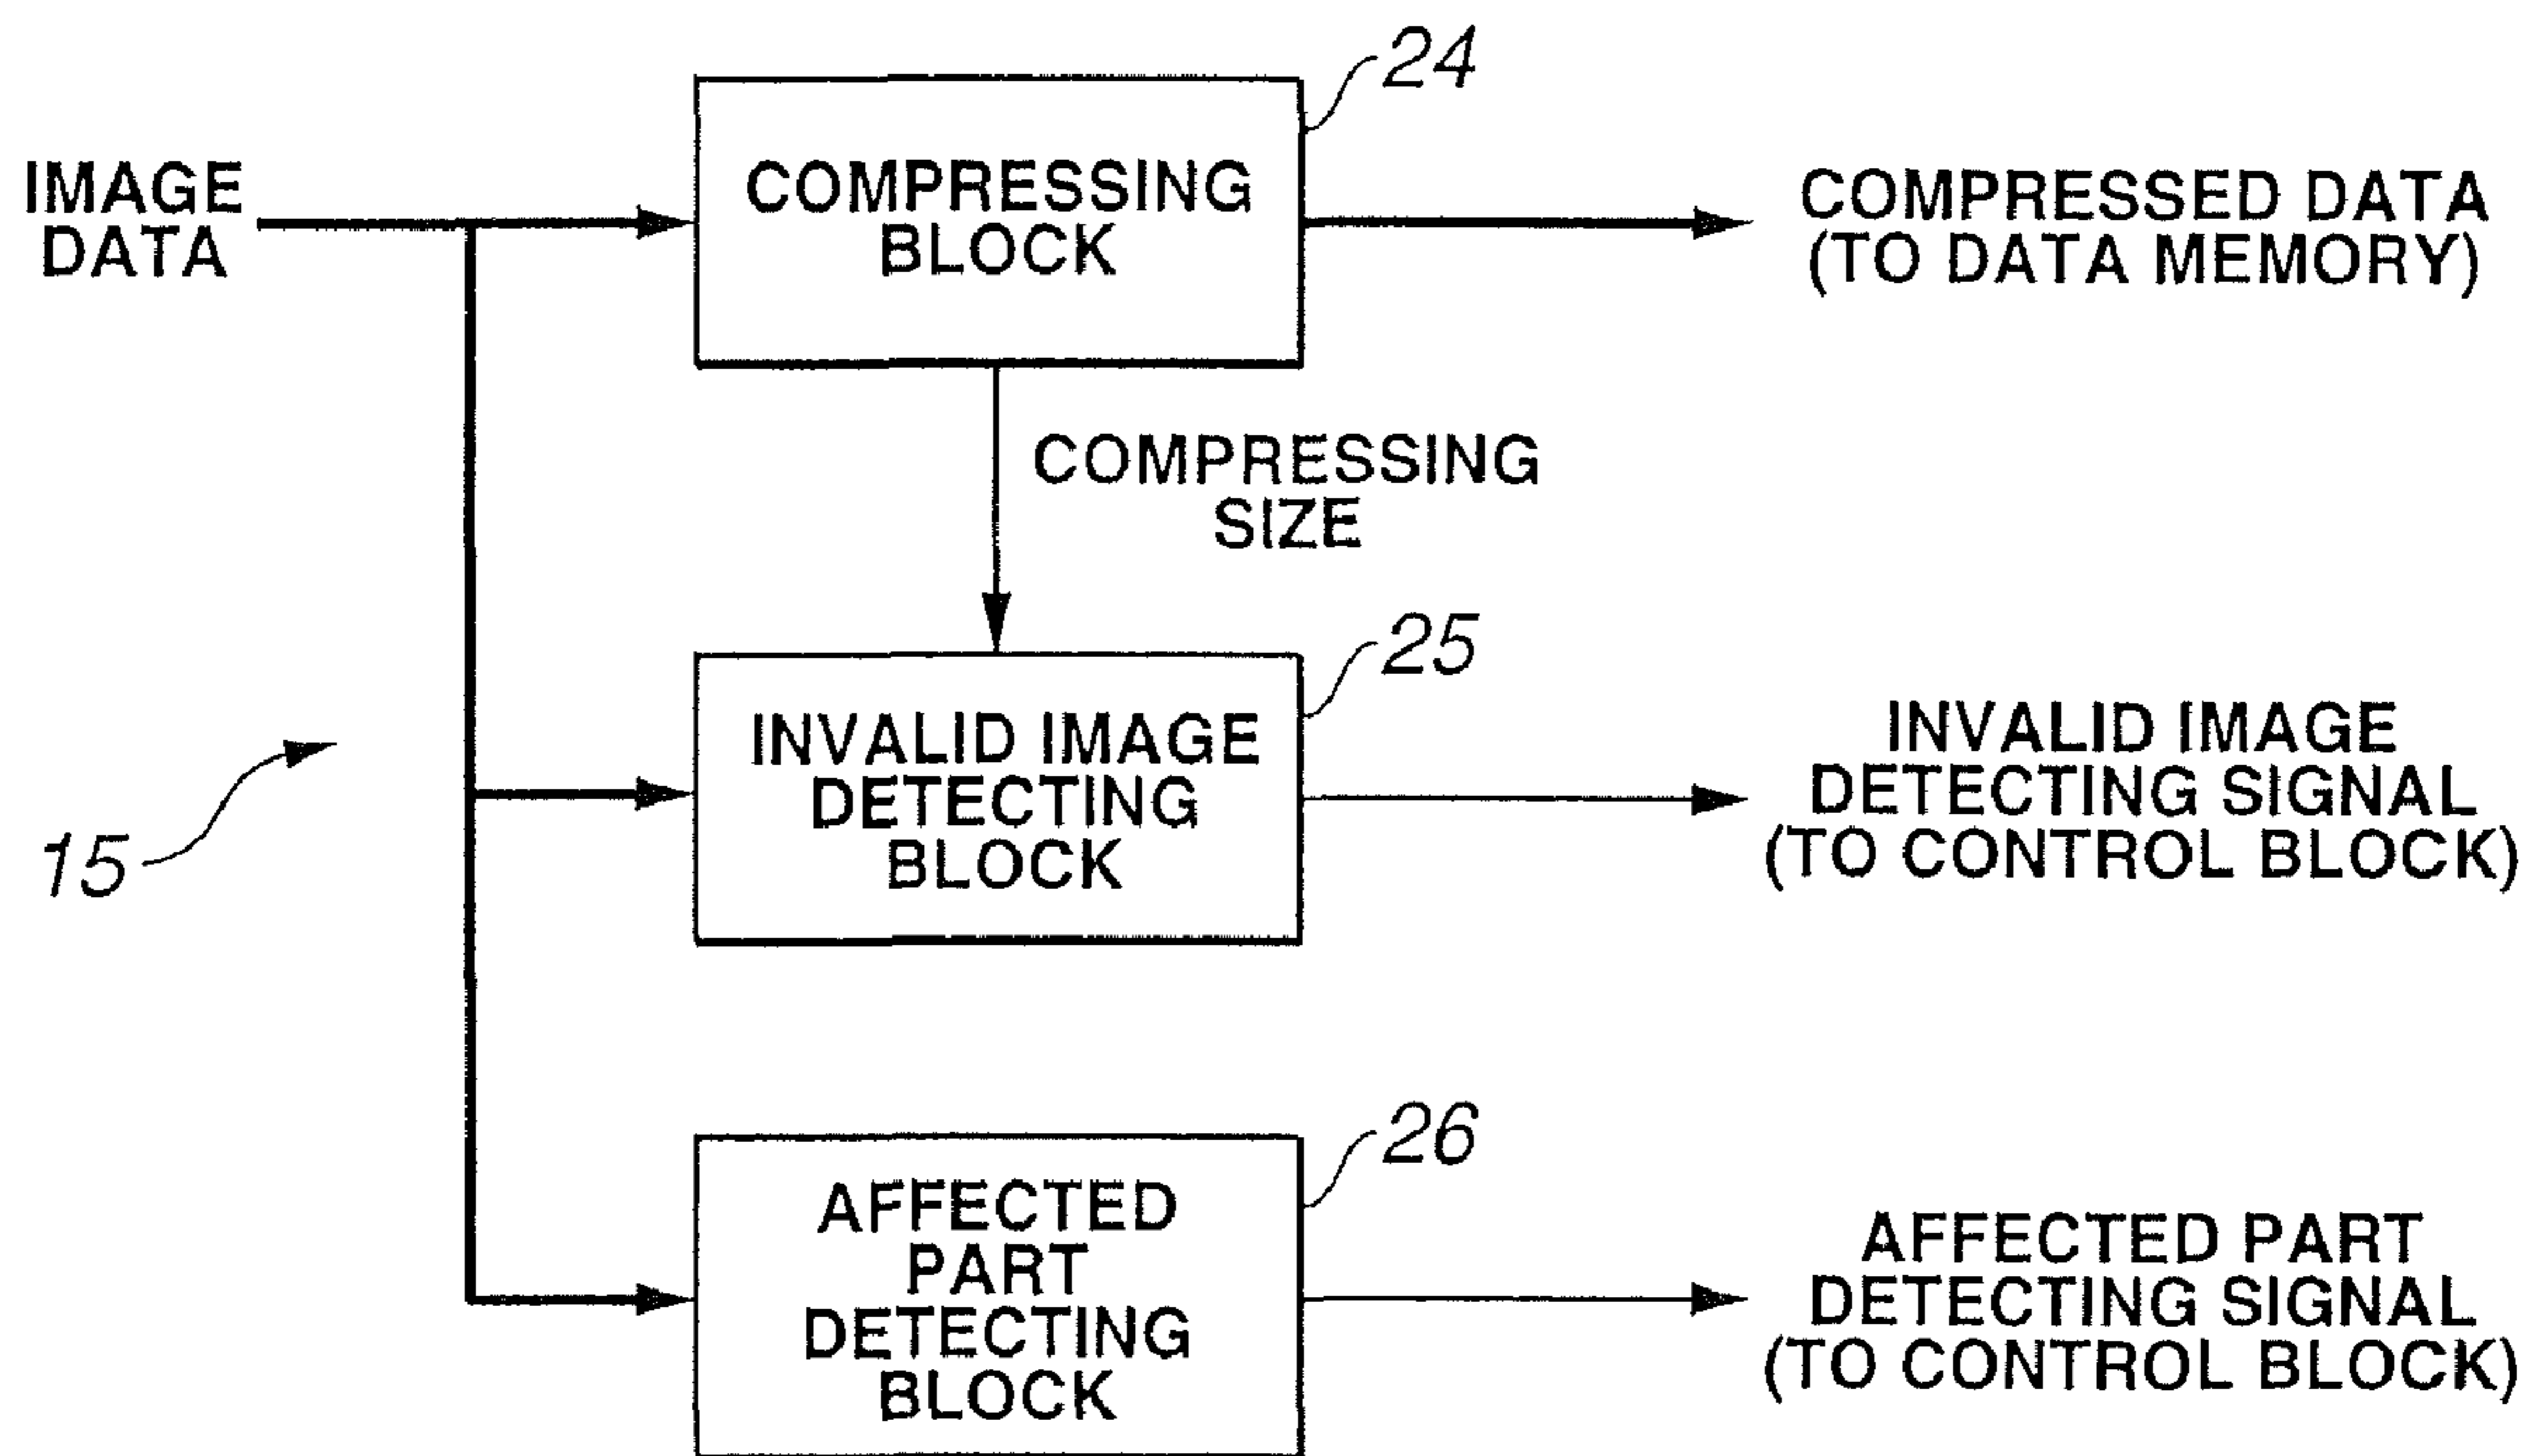 24
IMAGE
DATA
COMPRESSING
BLOCK
COMPRESSED DATA
(TO DATA MEMORY)
COMPRESSING
SIZE
25
INVALID IMAGE
DETECTING
BLOCK
INVALID IMAGE
DETECTING SIGNAL
(TO CONTROL BLOCK)
15
26
AFFECTED
PART
DETECTING
BLOCK
AFFECTED PART
DETECTING SIGNAL
(TO CONTROL BLOCK)